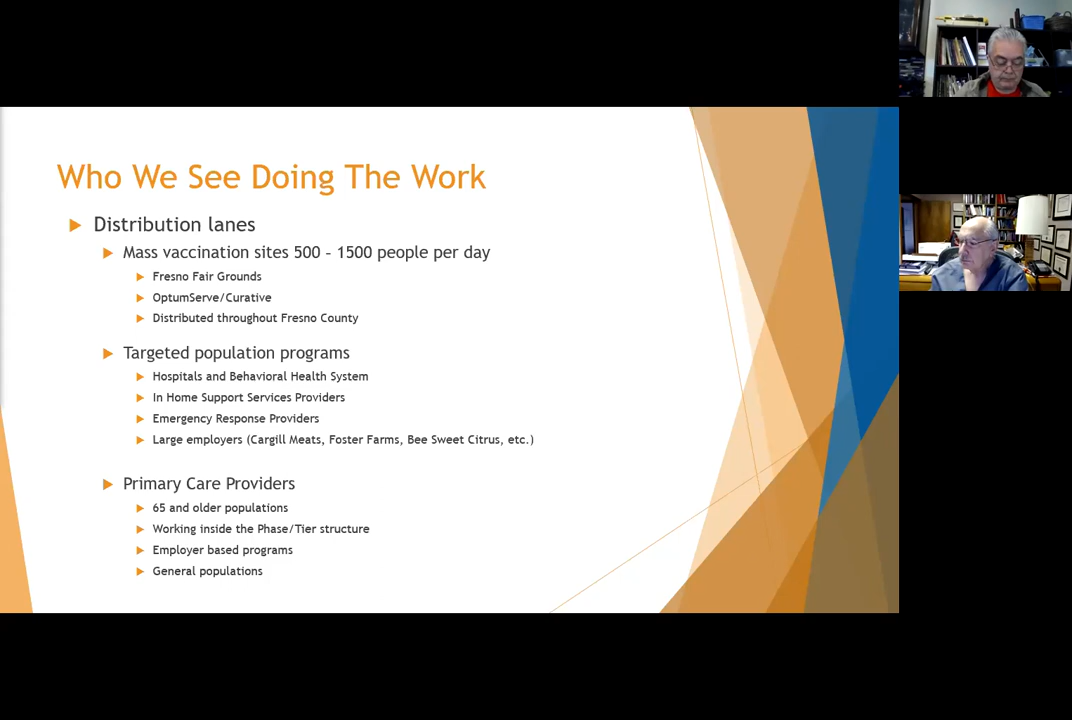 Who We See Doing The Work
Distribution lanes
Mass vaccination sites 500 – 1500 people per day
Fresno Fair Grounds
OptumServe/Curative
Distributed throughout Fresno County
Targeted population programs
Hospitals and Behavioral Health System
In Home Support Services Providers
Emergency Response Providers
Large employers (Cargill Meats, Foster Farms, Bee Sweet Citrus, etc.)
Primary Care Providers
65 and older populations
Working inside the Phase/Tier structure
Employer based programs
General populations